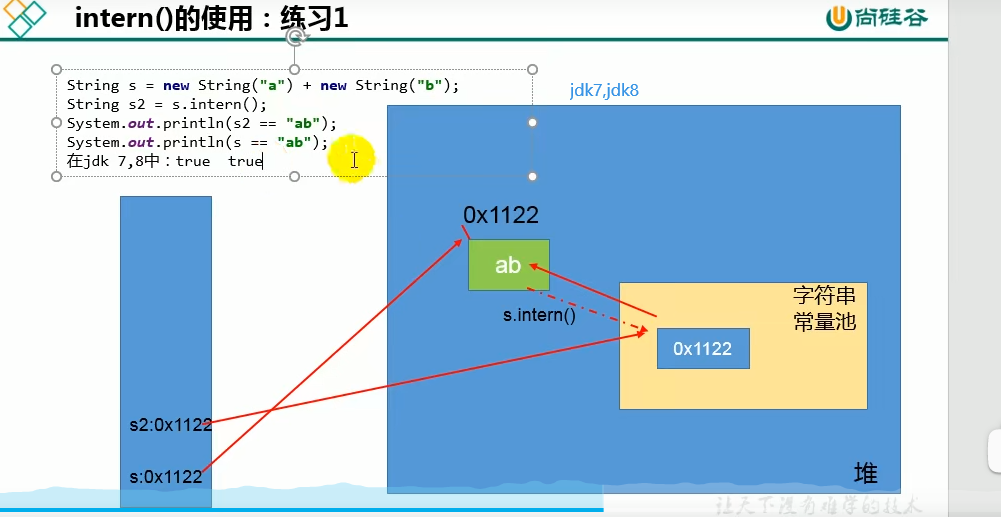 intern()的使用：练习1
尚硅谷
String s = new String("a") + new String("b");
String s2 = s.intern();
System.out.println(s2 == "ab");
System.out.println(s == "ab");
在jdk 7,8中：true  true
jdk7,jdk8
0x1122
ab
s.intern()
字符串
常量池
0x1122
s2:0x1122
s:0x1122
堆
让天下没有难学的技术